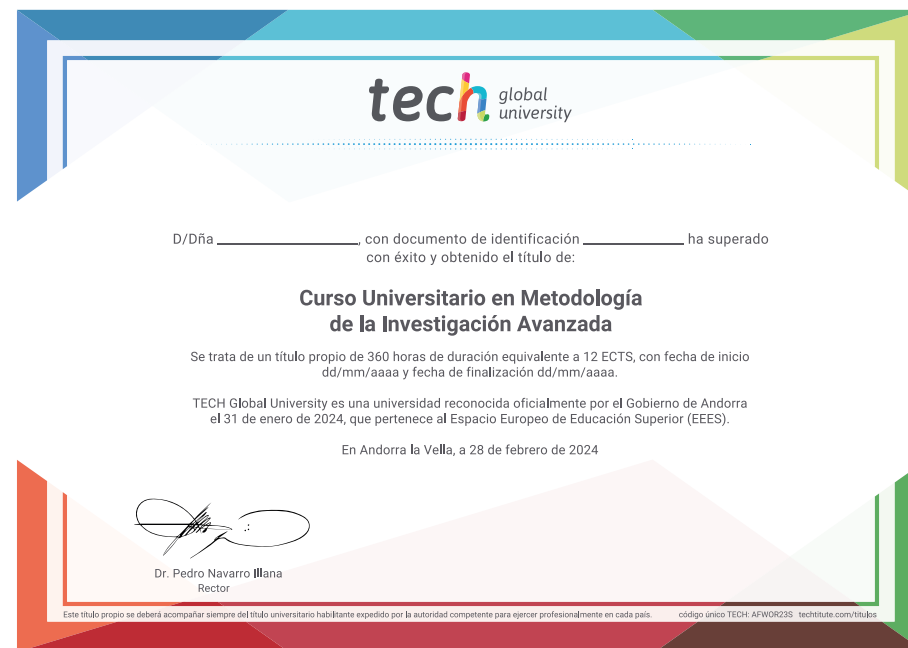 tech global university
D/Dña ______________, con documento de identificación ______________ ha superado
con éxito y obtenido el título de:
Curso Universitario en Metodología
de la Investigación Avanzada
Se trata de un título propio de 360 horas de duración equivalente a 12 ECTS, con fecha de inicio
dd/mm/aaaa y fecha de finalización dd/mm/aaaa.
TECH Global University es una universidad reconocida oficialmente por el Gobierno de Andorra
el 31 de enero de 2024, que pertenece al Espacio Europeo de Educación Superior (EEES).
En Andorra la Vella, a 28 de febrero de 2024
Dr. Pedro Navarro Illana
Rector
Este título propio se deberá acompañar siempre del título universitario habilitante expedido por la autoridad competente para ejercer profesionalmente en cada país. código único TECH: AFWOR23S techtitute.com/titulos